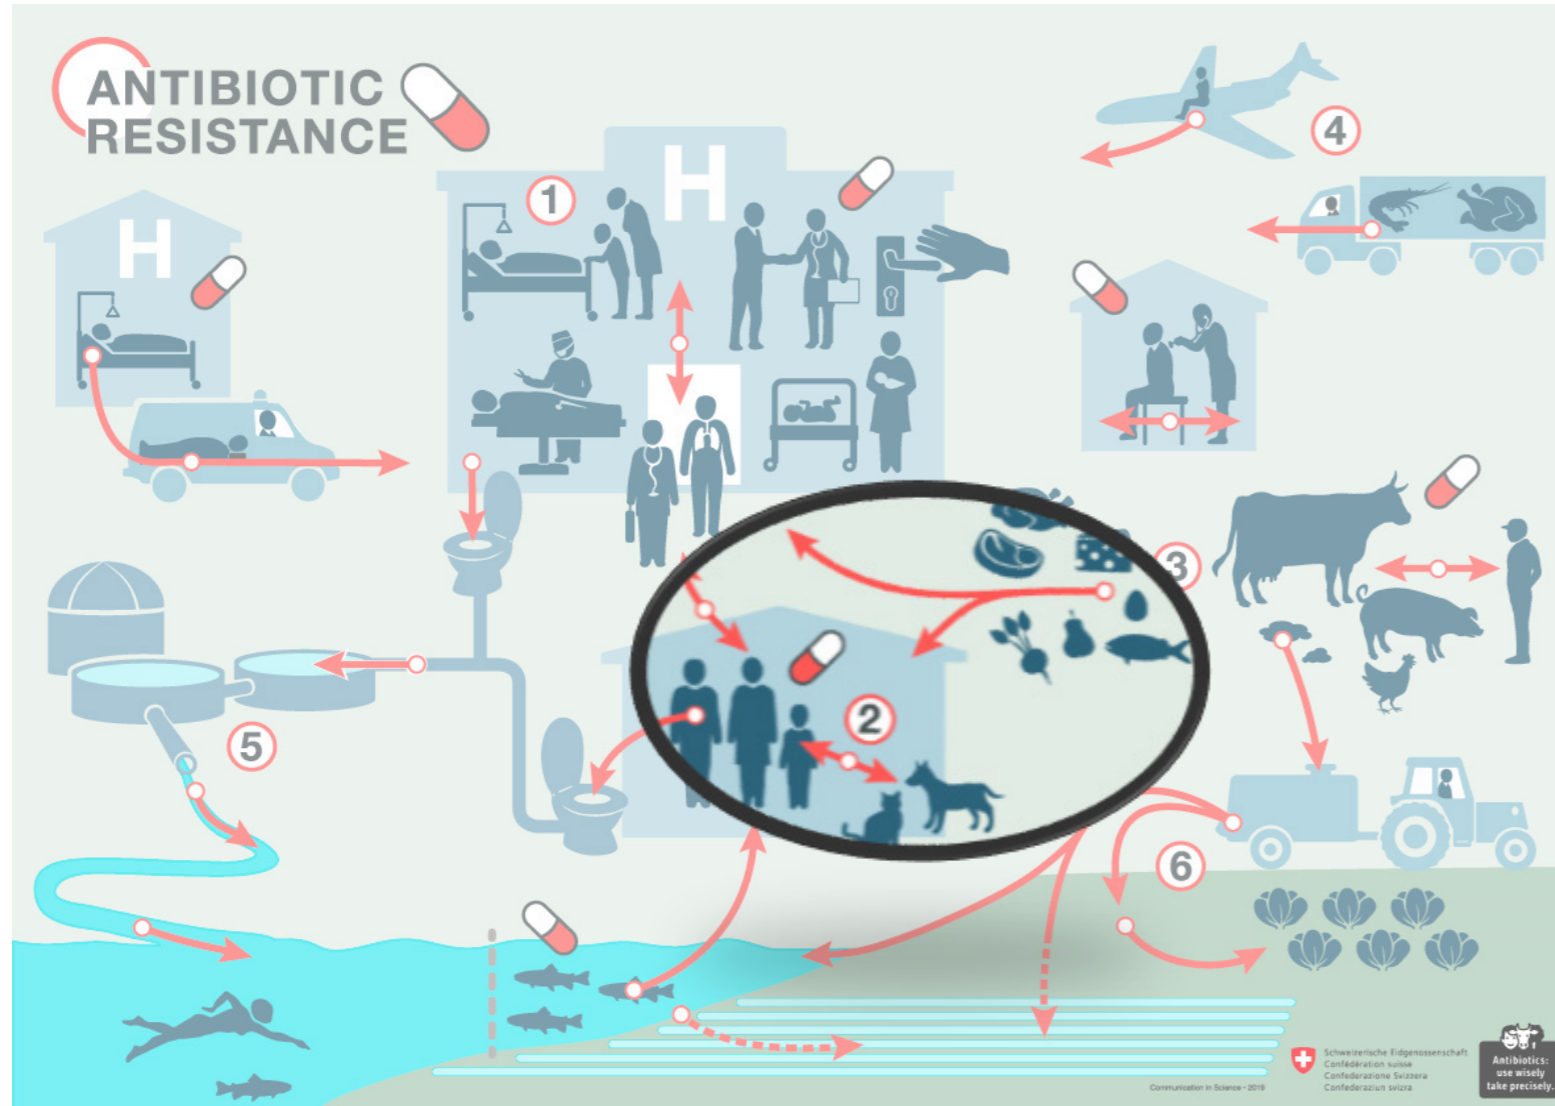 ANTIBIOTIC
RESISTANCE
H
H
1
2
3
4
5
6
Communication in Science • 2019
Schweizerische Eidgenossenschaft
Confédération suisse
Confederazione Svizzera
Confederaziun svizra
Antibiotics:
use wisely
take precisely.